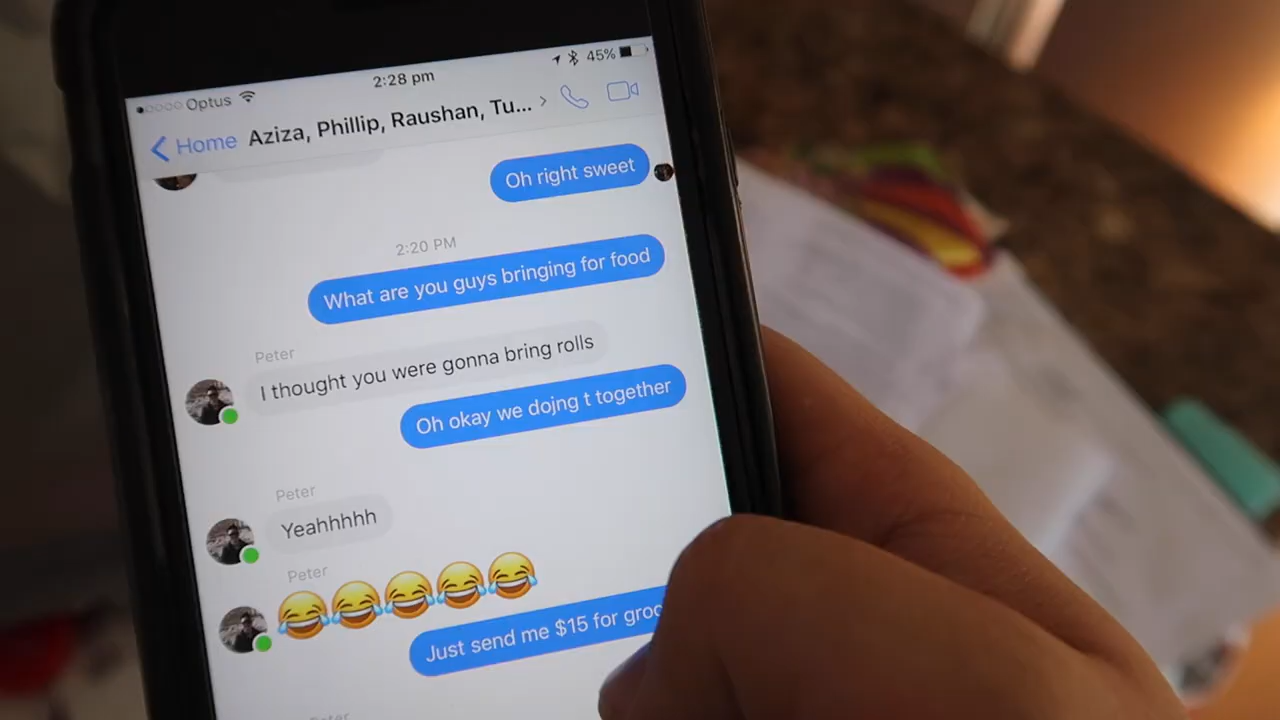 Optus 2:28 pm 45%
Home Aziza, Phillip, Raushan, Tu...
Oh right sweet
2:20 PM
What are you guys bringing for food
Peter
I thought you were gonna bring rolls
Oh okay we dojng t together
Peter
Yeahhhhh
Peter
😂😂😂😂😂
Just send me $15 for groc
Peter